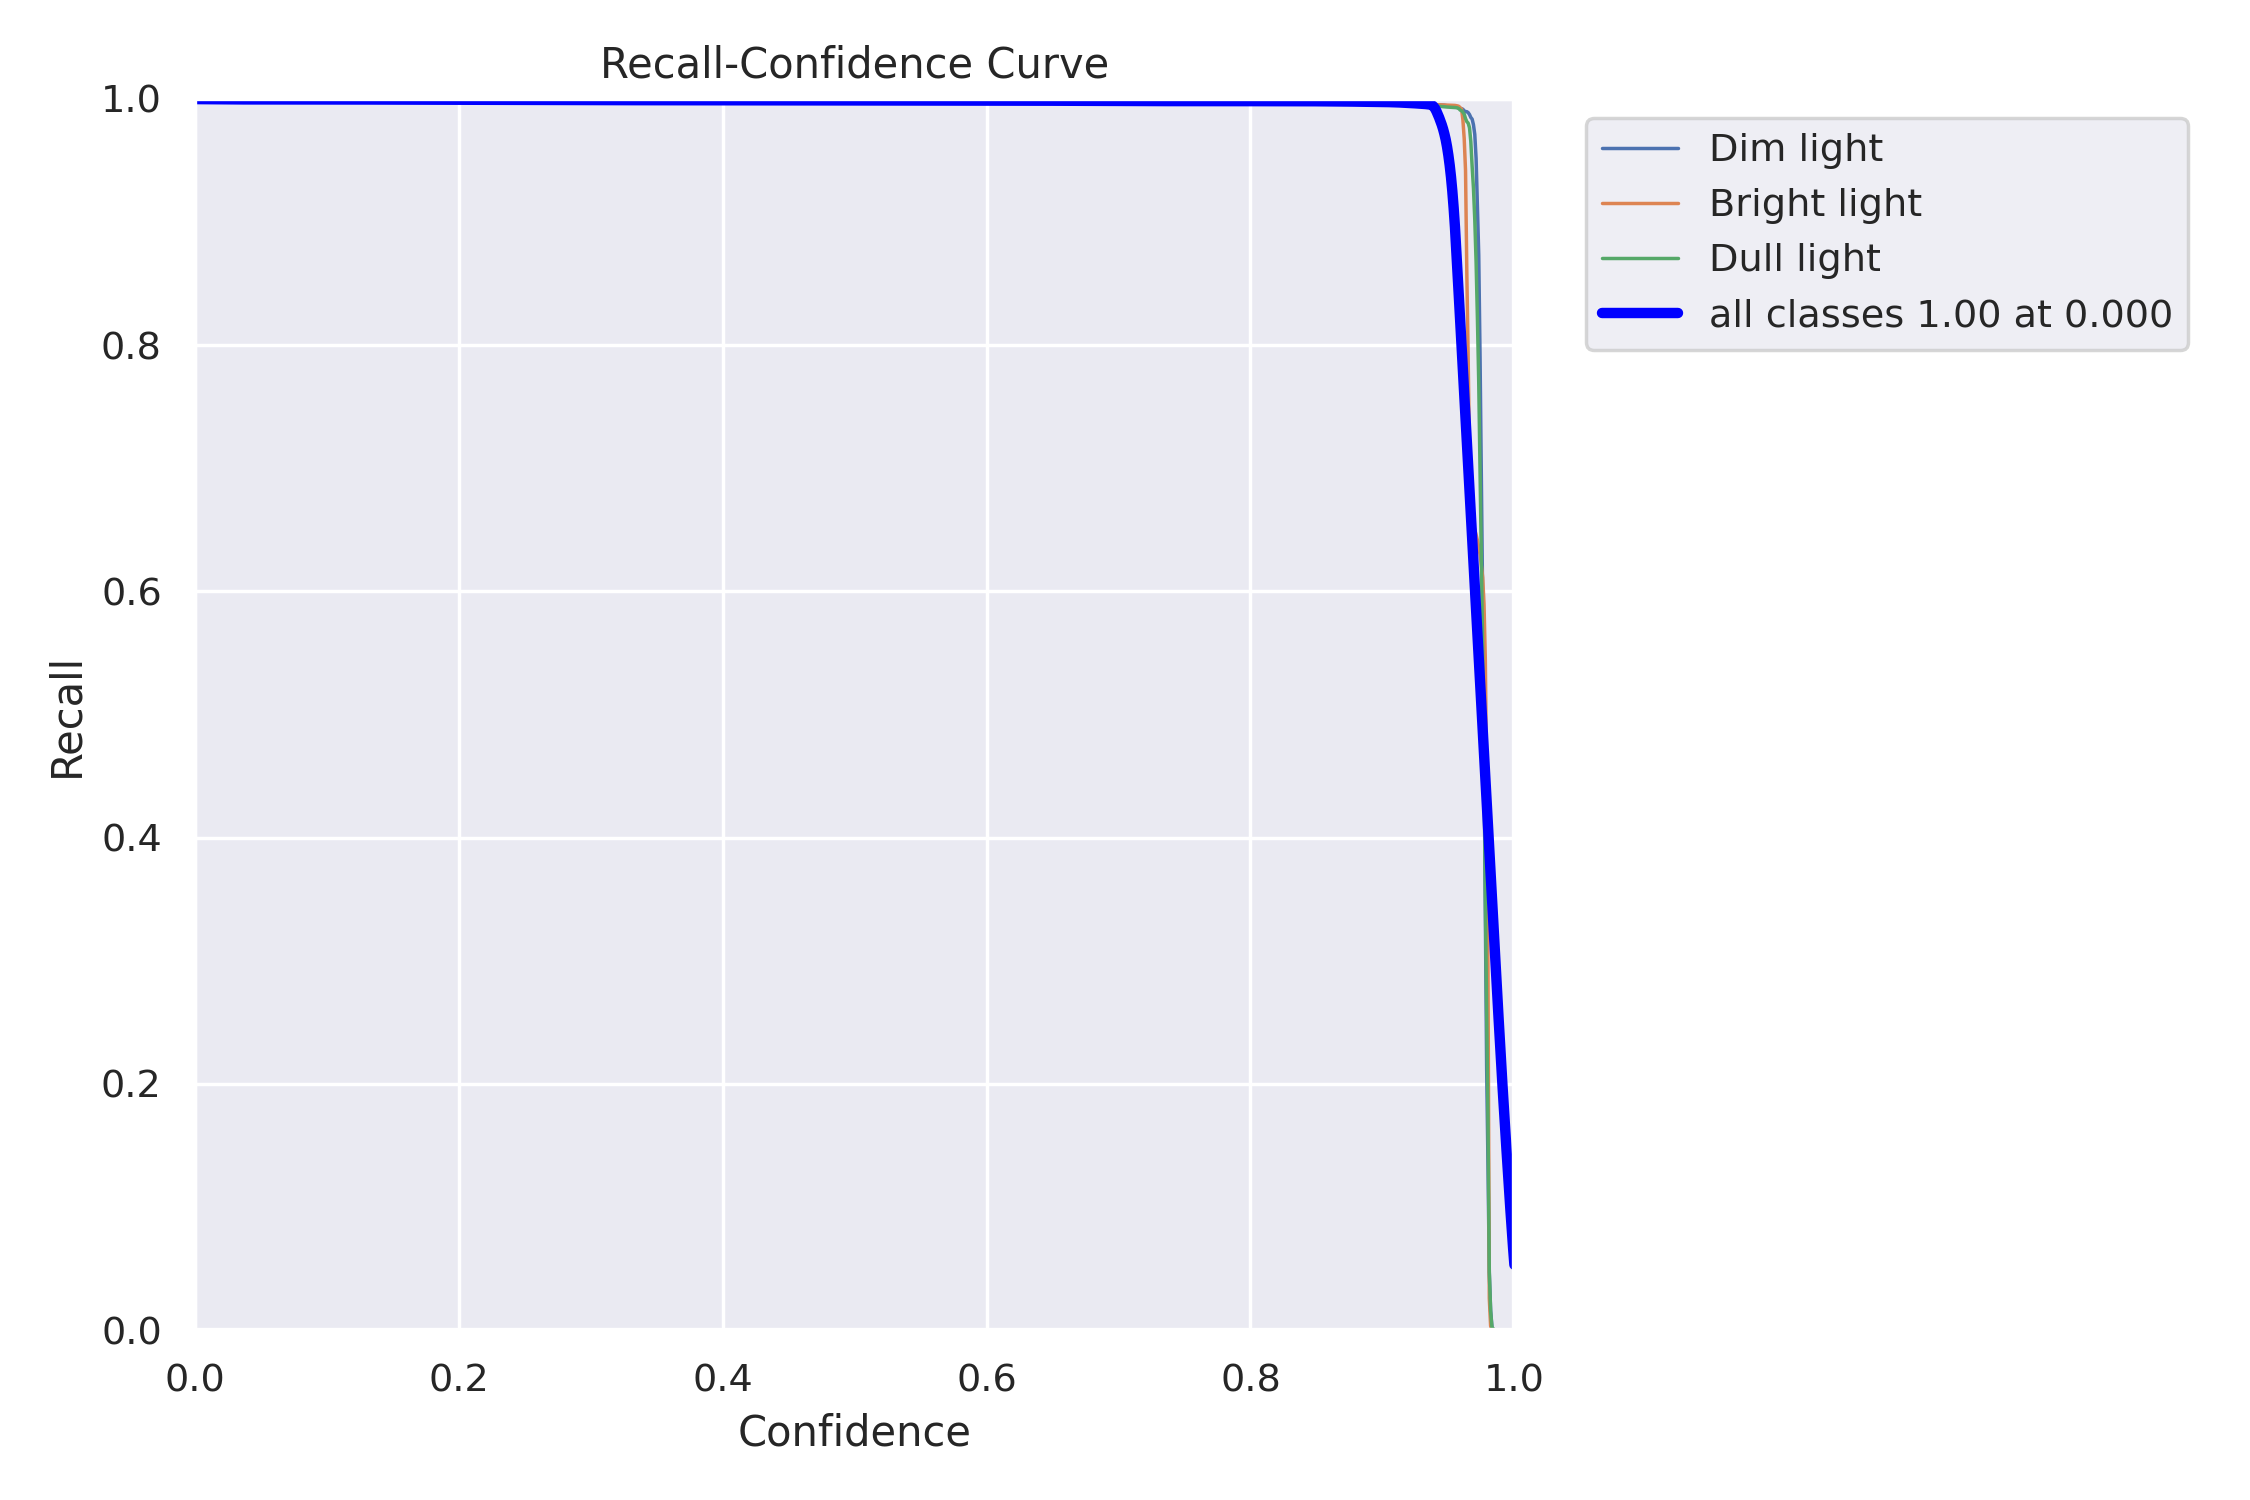 Recall-Confidence Curve
1.0
0.8
0.6
0.4
0.2
0.0
Recall
0.0 0.2 0.4 0.6 0.8 1.0
Confidence
Dim light
Bright light
Dull light
all classes 1.00 at 0.000